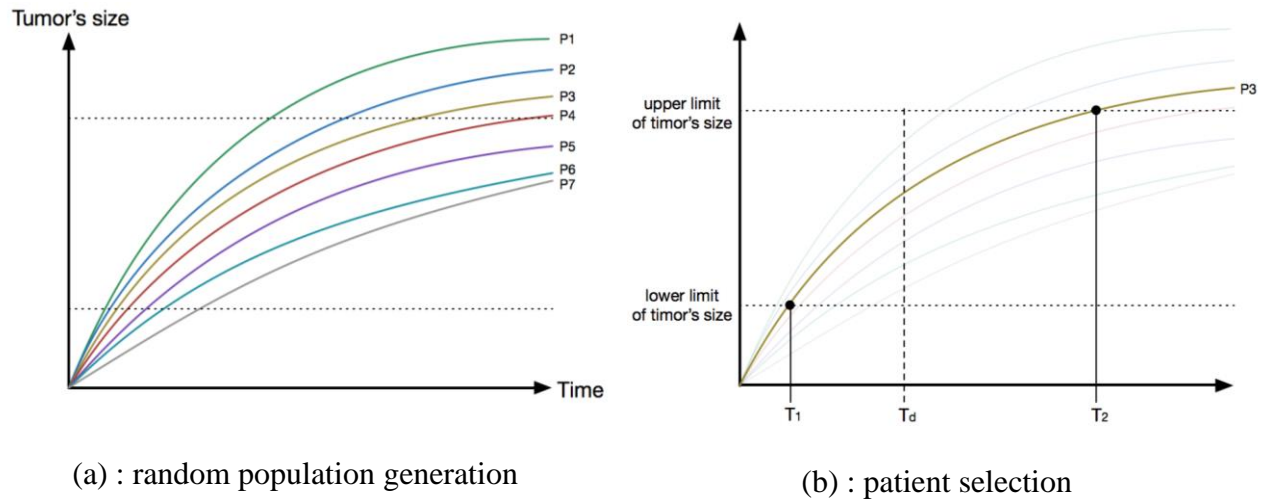 Tumor's size
P1
P2
P3
P4
P5
P6
P7
Time
(a) : random population generation
P3
upper limit
of timor's size
lower limit
of timor's size
T1
Td
T2
(b) : patient selection